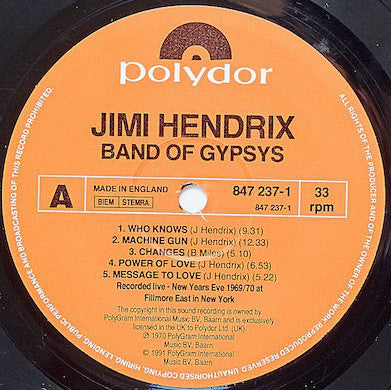 polydor
JIMI HENDRIX
BAND OF GYPSYS
A
MADE IN ENGLAND
BIEM STEMRA
847 237-1
847 237-1
33
rpm
1. WHO KNOWS (J Hendrix) (9.31)
2. MACHINE GUN (J Hendrix) (12.33)
3. CHANGES (B Miles) (5.10)
4. POWER OF LOVE (J Hendrix) (6.53)
5. MESSAGE TO LOVE (J Hendrix) (5.22)
Recorded live - New Years Eve 1969/70 at
Fillmore East in New York
The copyright in this sound recording is owned by
PolyGram International Music BV, Baarn and is exclusively
licensed in the UK to Polydor Ltd. (UK)
℗ 1970 PolyGram International
Music BV, Baarn
© 1991 PolyGram International
Music BV, Baarn
ALL RIGHTS OF THE PRODUCER AND OF THE OWNER OF THE RECORDED WORK RESERVED. UNAUTHORISED COPYING, HIRING, LENDING, PUBLIC PERFORMANCE AND BROADCASTING OF THIS RECORD PROHIBITED.